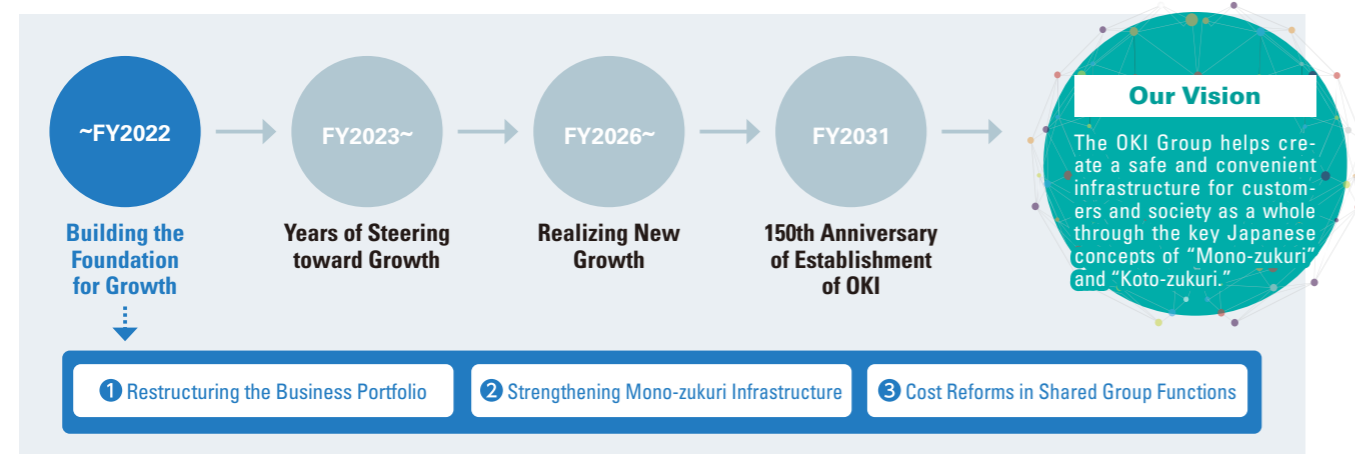 ~FY2022
Building the
Foundation
for Growth
FY2023~
Years of Steering
toward Growth
FY2026~
Realizing New
Growth
FY2031
150th Anniversary
of Establishment
of OKI
Our Vision
The OKI Group helps cre-
ate a safe and convenient
infrastructure for custom-
ers and society as a whole
through the key Japanese
concepts of “Mono-zukuri”
and “Koto-zukuri.”
1 Restructuring the Business Portfolio
2 Strengthening Mono-zukuri Infrastructure
3 Cost Reforms in Shared Group Functions